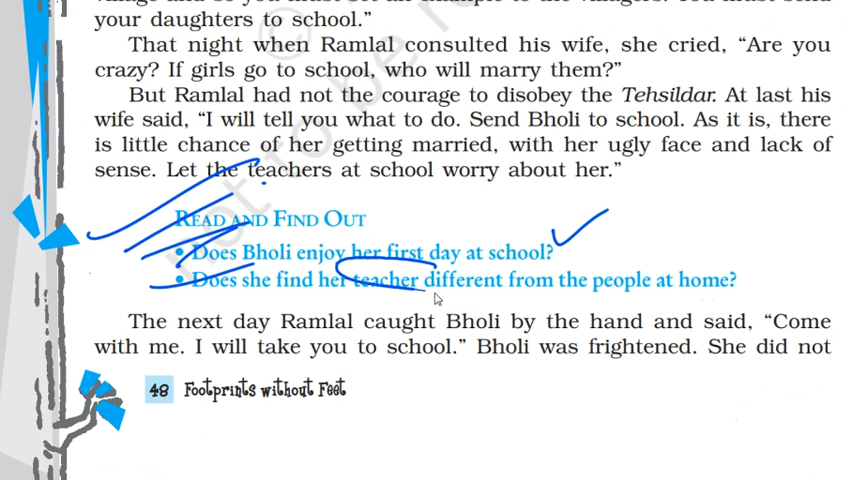 your daughters to school.”
That night when Ramlal consulted his wife, she cried, “Are you
crazy? If girls go to school, who will marry them?”
But Ramlal had not the courage to disobey the Tehsildar. At last his
wife said, “I will tell you what to do. Send Bholi to school. As it is, there
is little chance of her getting married, with her ugly face and lack of
sense. Let the teachers at school worry about her.”
READ AND FIND OUT
• Does Bholi enjoy her first day at school?
• Does she find her teacher different from the people at home?
The next day Ramlal caught Bholi by the hand and said, “Come
with me. I will take you to school.” Bholi was frightened. She did not
48 Footprints without Feet